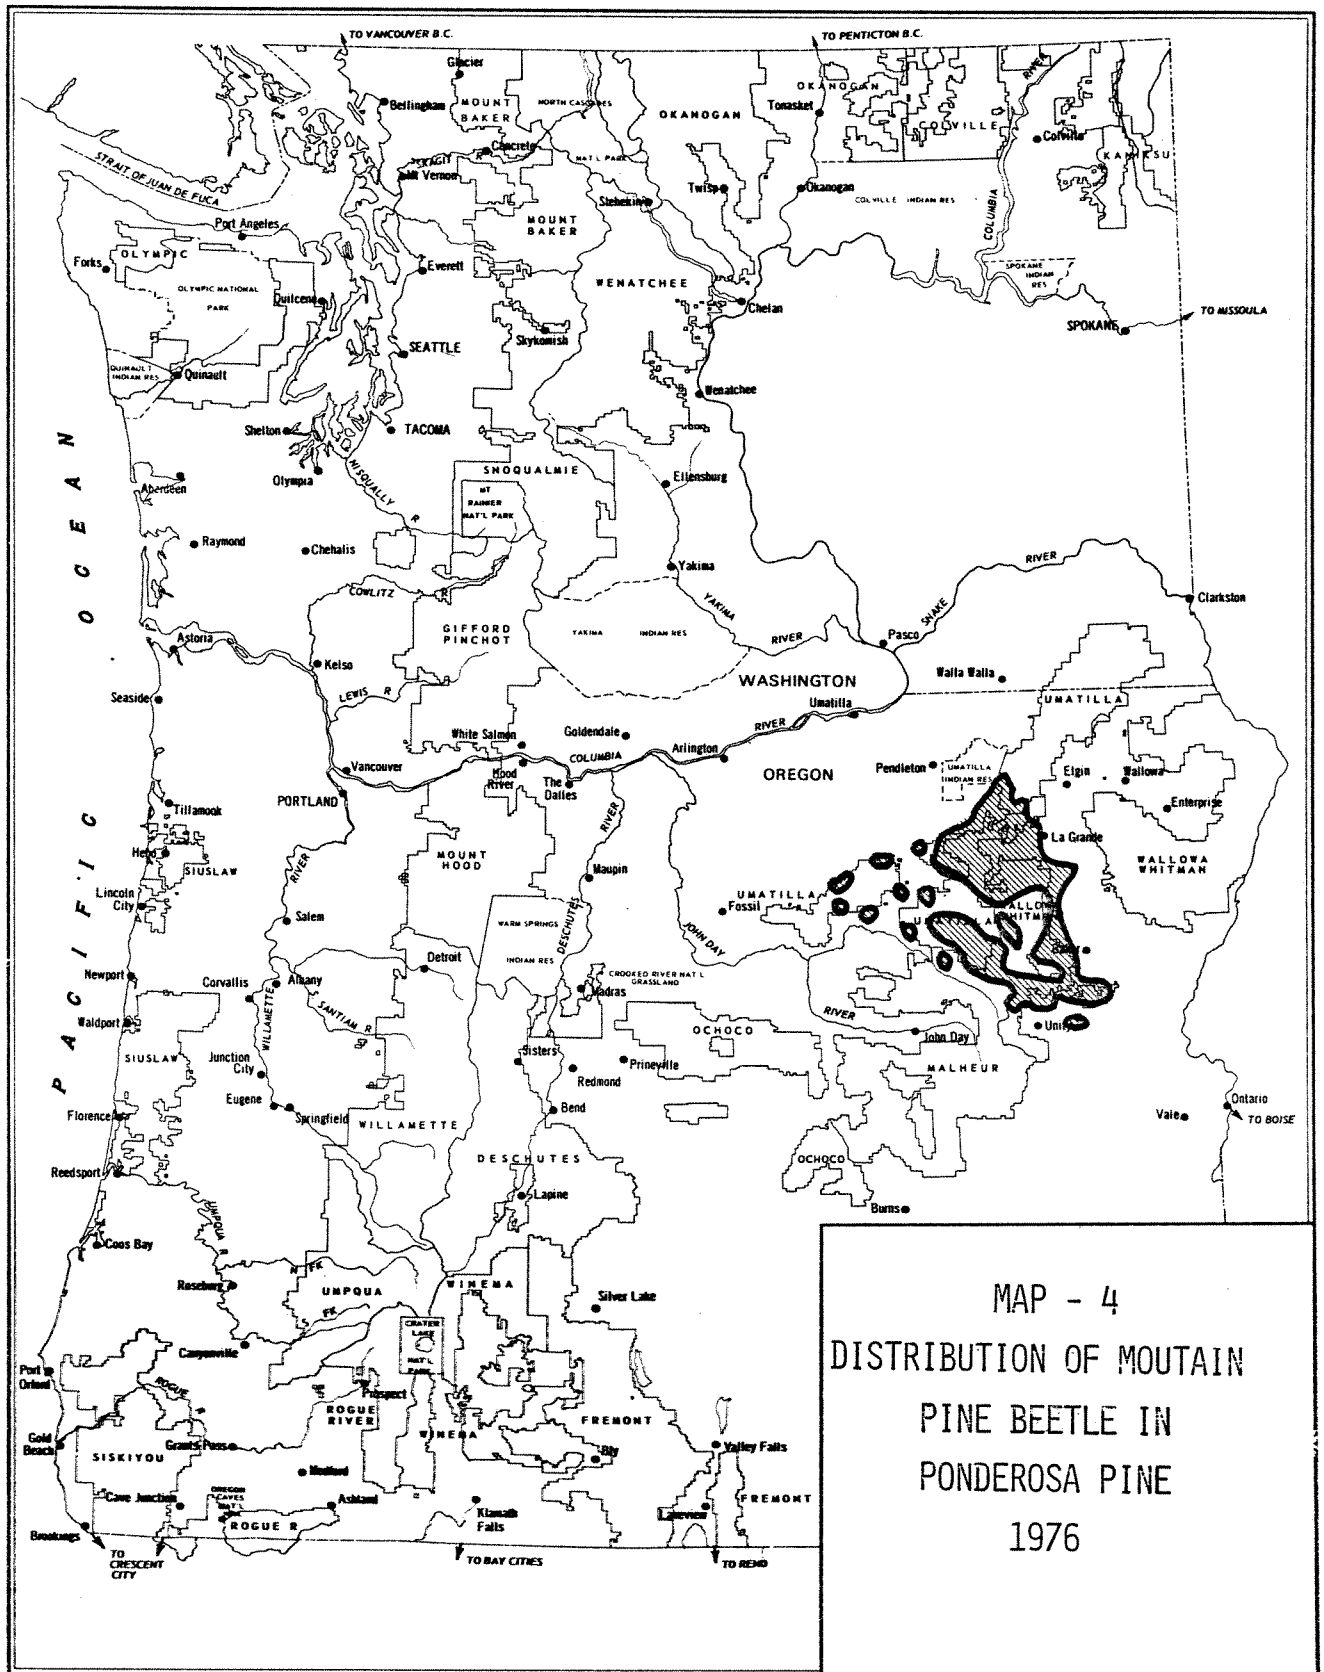 TO VANCOUVER B.C.
TO PENTICTON B.C.
Glacier
Bellingham
MOUNT
BAKER
NORTH CASCADES
NAT'L PARK
OKANOGAN
OKANOGAN
Tonasket
COLVILLE
RIVER
Colville
KANIKSU
Concrete
SKAGIT R
Mt Vernon
STRAIT OF JUAN DE FUCA
Twisp
Okanogan
Stehekin
COLVILLE INDIAN RES
COLUMBIA
MOUNT
BAKER
Port Angeles
OLYMPIC
Forks
Everett
OLYMPIC NATIONAL
PARK
Quilcene
WENATCHEE
Chelan
SPOKANE
INDIAN
RES
SPOKANE
TO MISSOULA
Skykomish
SEATTLE
QUINAULT
INDIAN RES
Quinault
Wenatchee
Shelton
TACOMA
Olympia
NISQUALLY R
SNOQUALMIE
MT
RAINIER
NAT'L PARK
Ellensburg
Aberdeen
Raymond
Chehalis
Yakima
RIVER
Clarkston
COWLITZ R
GIFFORD
PINCHOT
YAKIMA INDIAN RES
YAKIMA
RIVER
SNAKE
Pasco
Astoria
Kelso
LEWIS R
WASHINGTON
Walla Walla
Seaside
Umatilla
UMATILLA
White Salmon
Goldendale
COLUMBIA
RIVER
Arlington
Vancouver
Hood
River
The
Dalles
OREGON
Pendleton
UMATILLA
INDIAN RES
Elgin
Wallowa
Enterprise
PORTLAND
Tillamook
RIVER
La Grande
Hebo
SIUSLAW
MOUNT
HOOD
Maupin
WALLOWA
WHITMAN
Lincoln
City
RIVER
UMATILLA
Fossil
WALLOWA
WHITMAN
UMATILLA
Salem
WARM SPRINGS
INDIAN RES
DESCHUTES
JOHN DAY
Baker
Newport
Corvallis
Albany
Detroit
CROOKED RIVER NAT'L
GRASSLAND
Madras
Waldport
WILLAMETTE
SANTIAM R
RIVER
OCHOCO
John Day
Unity
SIUSLAW
Junction
City
Sisters
Redmond
Prineville
MALHEUR
Eugene
Springfield
Bend
Florence
WILLAMETTE
Vale
Ontario
TO BOISE
DESCHUTES
OCHOCO
Reedsport
Lapine
Burns
UMPQUA R
Coos Bay
N FK
Roseburg
UMPQUA
WINEMA
Silver Lake
S FK
CRATER
LAKE
NAT'L
PARK
Canyonville
Port
Orford
ROGUE R
Prospect
ROGUE
RIVER
WINEMA
FREMONT
Gold
Beach
Grants Pass
SISKIYOU
Bly
Valley Falls
Medford
Cave Junction
OREGON
CAVES
NAT'L
Ashland
Klamath
Falls
Lakeview
FREMONT
Brookings
ROGUE R
TO
CRESCENT
CITY
TO BAY CITIES
TO RENO
PACIFIC OCEAN
MAP - 4
DISTRIBUTION OF MOUTAIN
PINE BEETLE IN
PONDEROSA PINE
1976